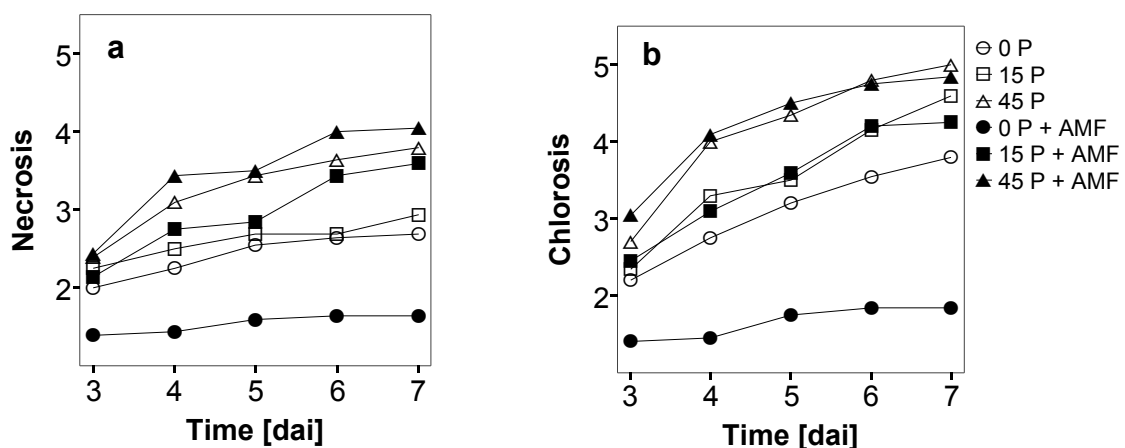 a
5
4
3
2
Necrosis
3 4 5 6 7
Time [dai]
b
5
4
3
2
Chlorosis
3 4 5 6 7
Time [dai]
0 P
15 P
45 P
0 P + AMF
15 P + AMF
45 P + AMF